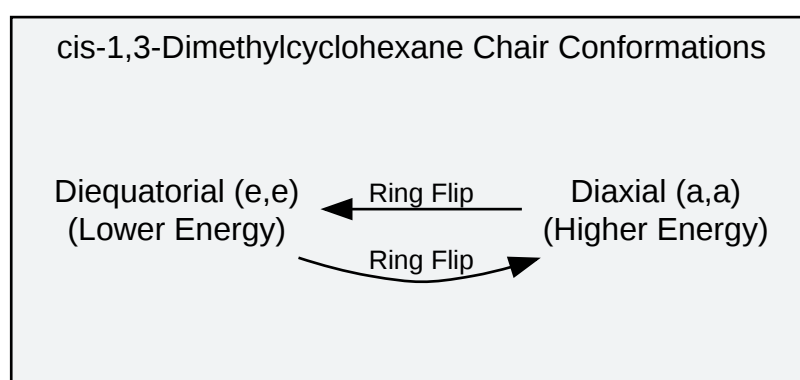 cis-1,3-Dimethylcyclohexane Chair Conformations
Diequatorial (e,e)
(Lower Energy)
Ring Flip
Ring Flip
Diaxial (a,a)
(Higher Energy)